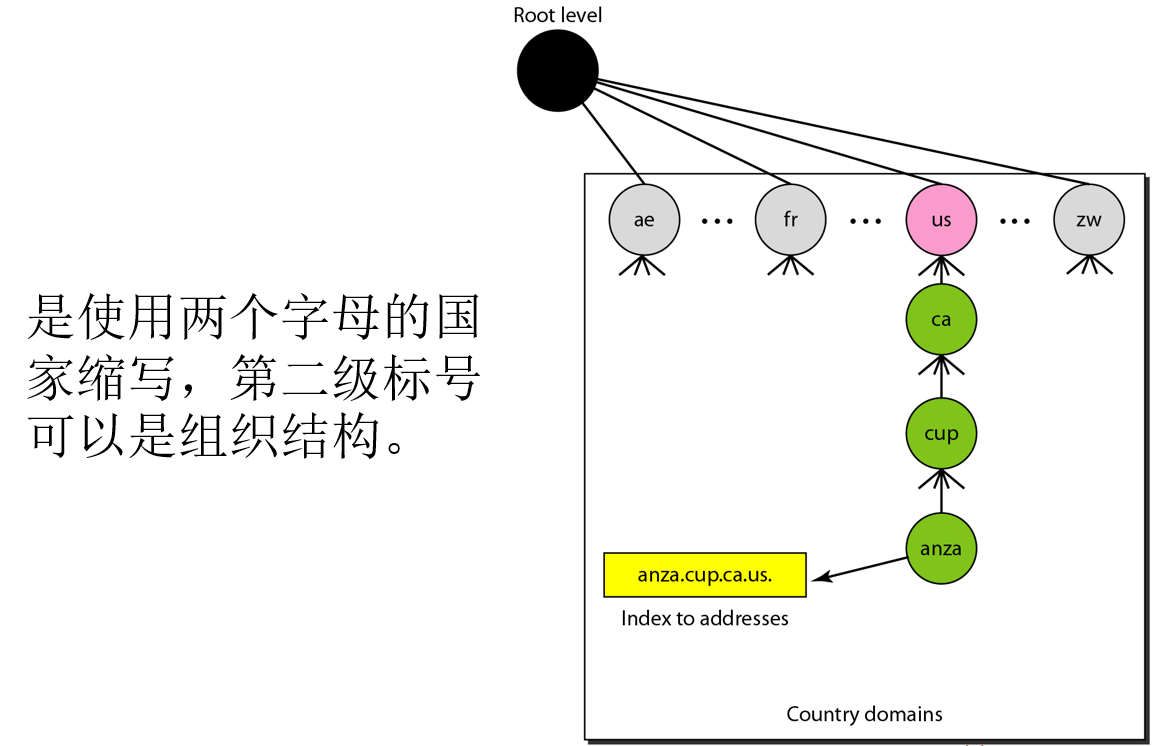 Root level
ae ... fr ... us ... zw
ca
是使用两个字母的国
家缩写，第二级标号
可以是组织结构。
cup
anza
anza.cup.ca.us.
Index to addresses
Country domains